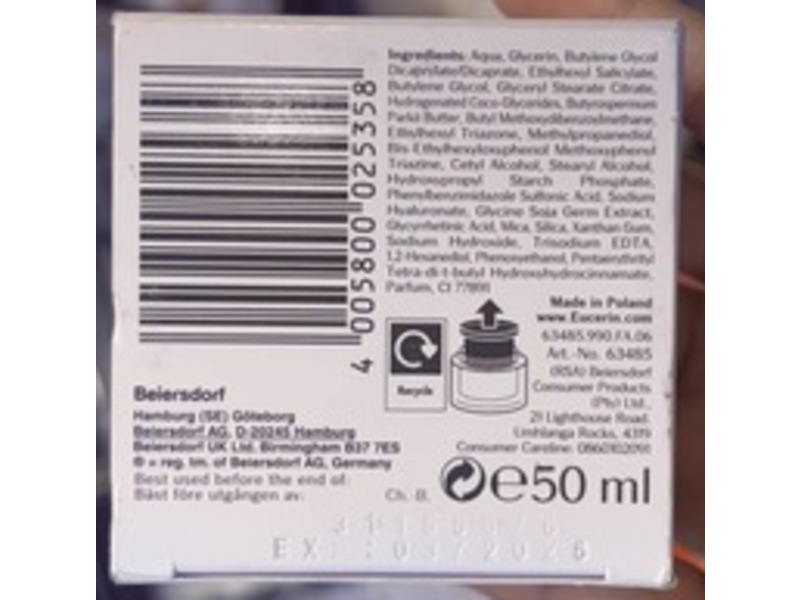 Ingredients: Aqua, Glycerin, Butylene Glycol
Dicaprylate/Dicaprate, Ethylhexyl Salicylate,
Butylene Glycol, Glyceryl Stearate Citrate,
Hydrogenated Coco-Glycerides, Butyrospermum
Parkii Butter, Butyl Methoxydibenzoylmethane,
Ethylhexyl Triazone, Methylpropanediol,
Bis-Ethylhexyloxyphenol Methoxyphenyl
Triazine, Cetyl Alcohol, Stearyl Alcohol,
Hydroxypropyl Starch Phosphate,
Phenylbenzimidazole Sulfonic Acid, Sodium
Hyaluronate, Glycine Soja Germ Extract,
Glycyrrhetinic Acid, Mica, Silica, Xanthan Gum,
Sodium Hydroxide, Trisodium EDTA,
1,2-Hexanediol, Phenoxyethanol, Pentaerythrityl
Tetra-di-t-butyl Hydroxyhydrocinnamate,
Parfum, CI 77891
4 005800 025358
Made in Poland
www.Eucerin.com
63485.990.FA.06
Art.-No. 63485
(RSA) Beiersdorf
Consumer Products
(Pty) Ltd.,
21 Lighthouse Road.
Umhlanga Rocks, 4319
Consumer Careline: 0860102091
Recycle
Beiersdorf
Hamburg (SE) Göteborg
Beiersdorf AG, D-20245 Hamburg
Beiersdorf UK Ltd. Birmingham B37 7ES
® = reg. tm. of Beiersdorf AG, Germany
Best used before the end of:
Bäst före utgången av:
Ch.-B.
e50 ml
EXP: 03/2026